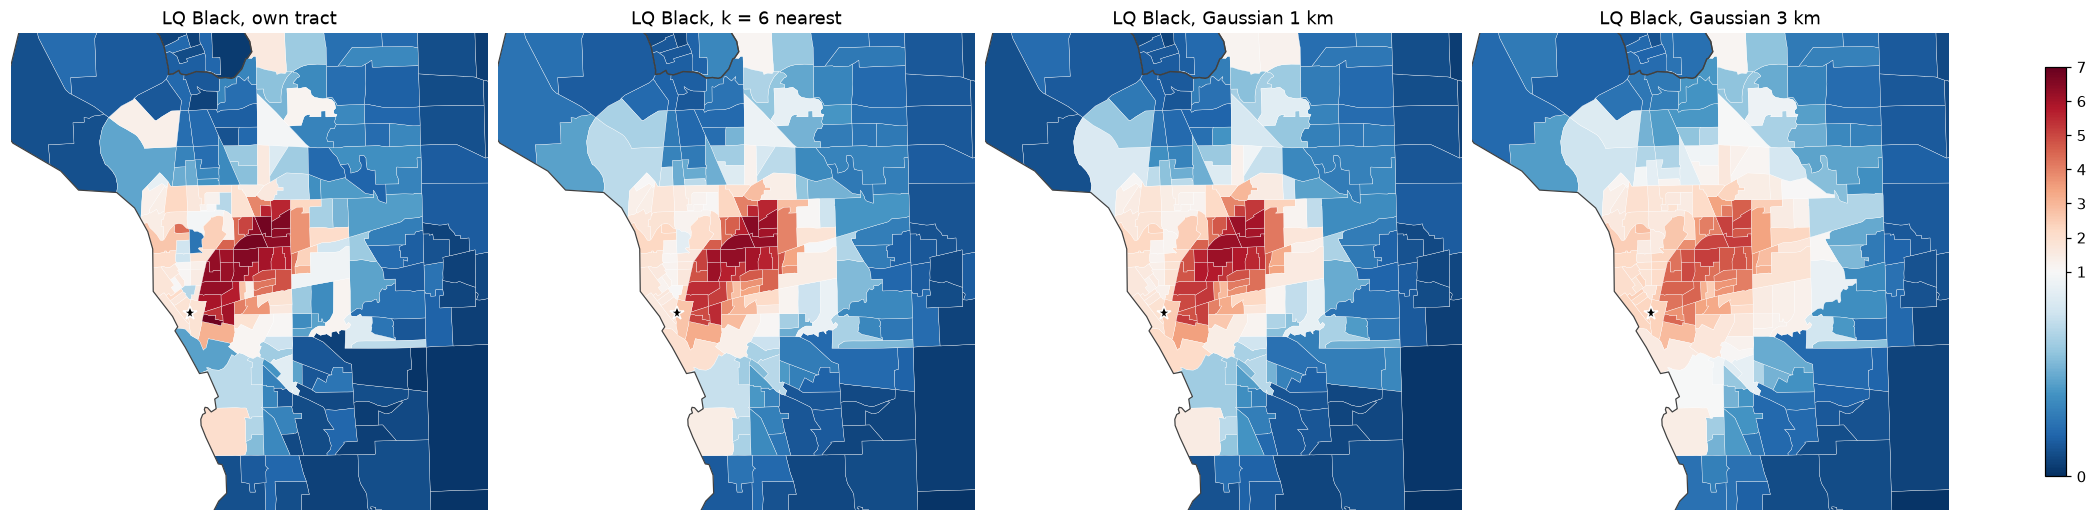 LQ Black, own tract
LQ Black, k = 6 nearest
LQ Black, Gaussian 1 km
LQ Black, Gaussian 3 km
7
6
5
4
3
2
1
0